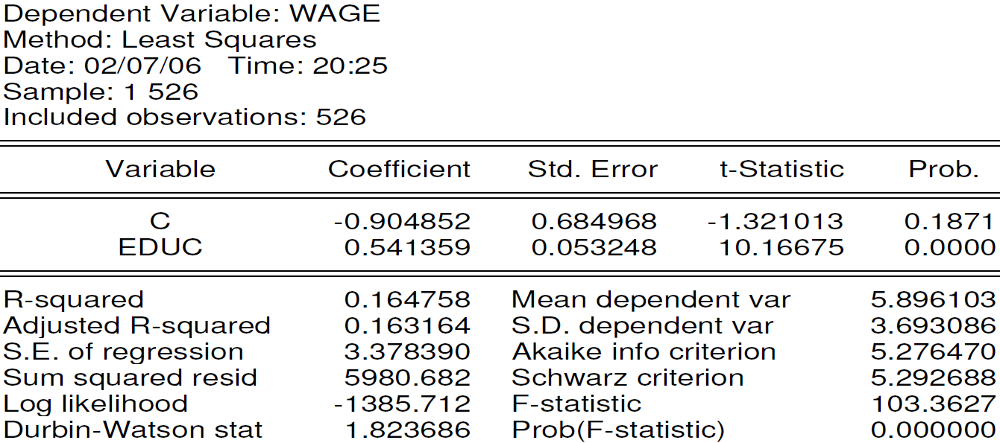 Dependent Variable: WAGE
Method: Least Squares
Date: 02/07/06 Time: 20:25
Sample: 1 526
Included observations: 526
Variable Coefficient Std. Error t-Statistic Prob.
C -0.904852 0.684968 -1.321013 0.1871
EDUC 0.541359 0.053248 10.16675 0.0000
R-squared 0.164758 Mean dependent var 5.896103
Adjusted R-squared 0.163164 S.D. dependent var 3.693086
S.E. of regression 3.378390 Akaike info criterion 5.276470
Sum squared resid 5980.682 Schwarz criterion 5.292688
Log likelihood -1385.712 F-statistic 103.3627
Durbin-Watson stat 1.823686 Prob(F-statistic) 0.000000